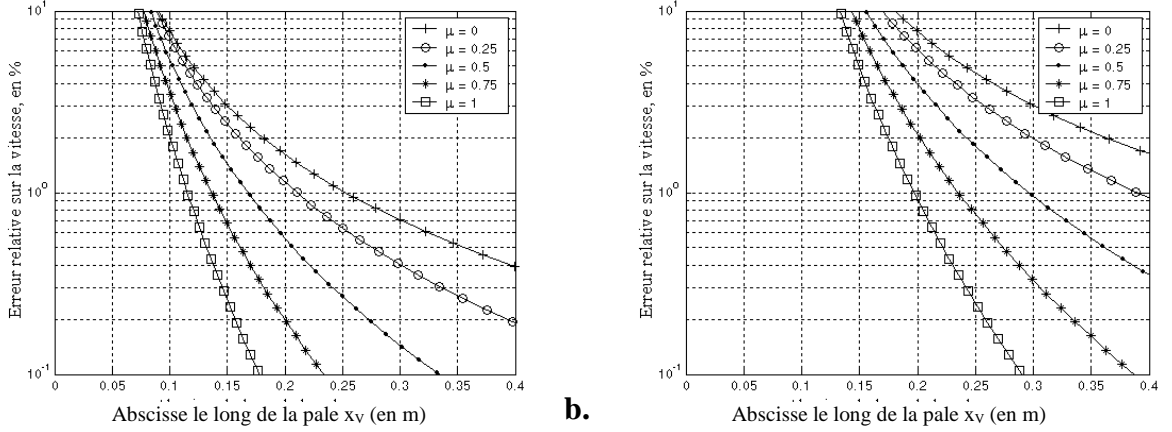 10¹
μ = 0
μ = 0.25
μ = 0.5
μ = 0.75
μ = 1
Erreur relative sur la vitesse, en %
10⁰
10⁻¹
0 0.05 0.1 0.15 0.2 0.25 0.3 0.35 0.4
Abscisse le long de la pale xᵥ (en m)
b.
10¹
μ = 0
μ = 0.25
μ = 0.5
μ = 0.75
μ = 1
Erreur relative sur la vitesse, en %
10⁰
10⁻¹
0 0.05 0.1 0.15 0.2 0.25 0.3 0.35 0.4
Abscisse le long de la pale xᵥ (en m)